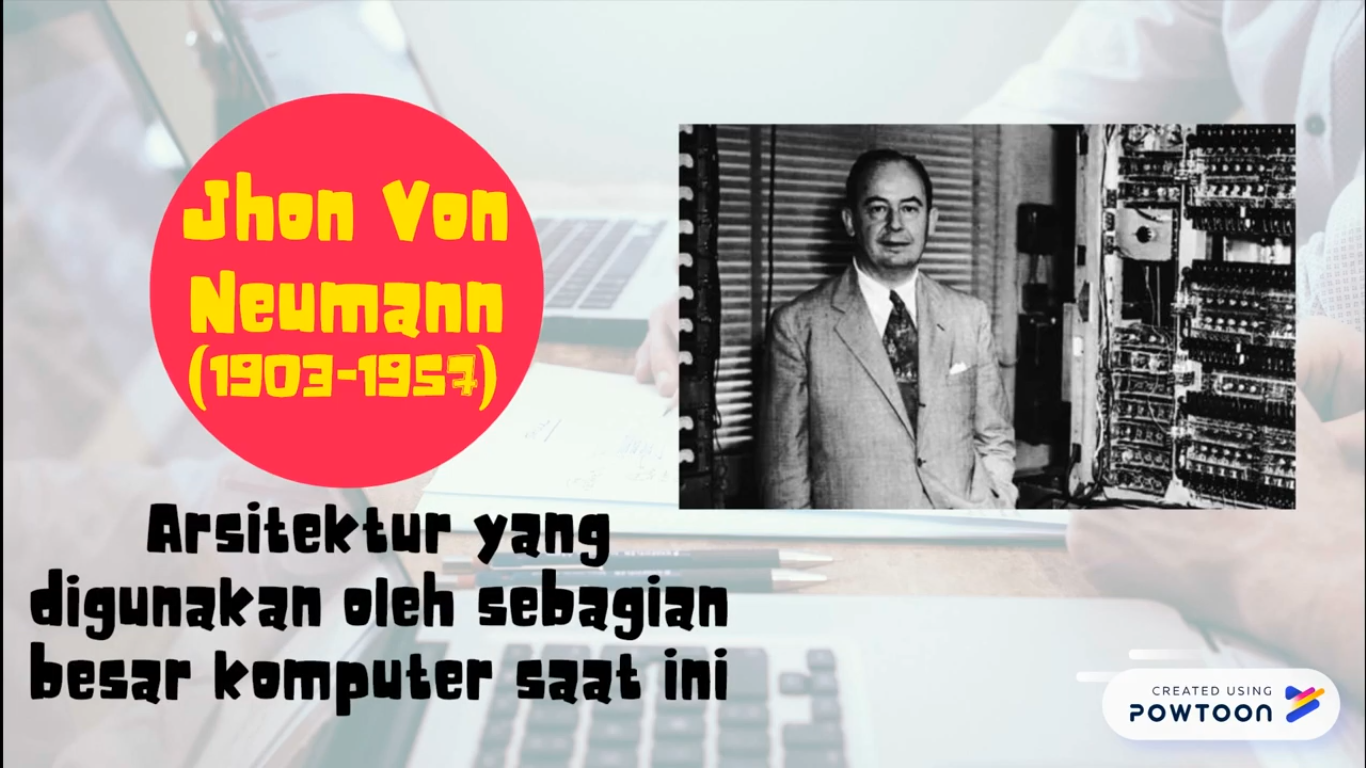 Jhon Von
Neumann
(1903-1957)
Arsitektur yang
digunakan oleh sebagian
besar komputer saat ini
CREATED USING
POWTOON